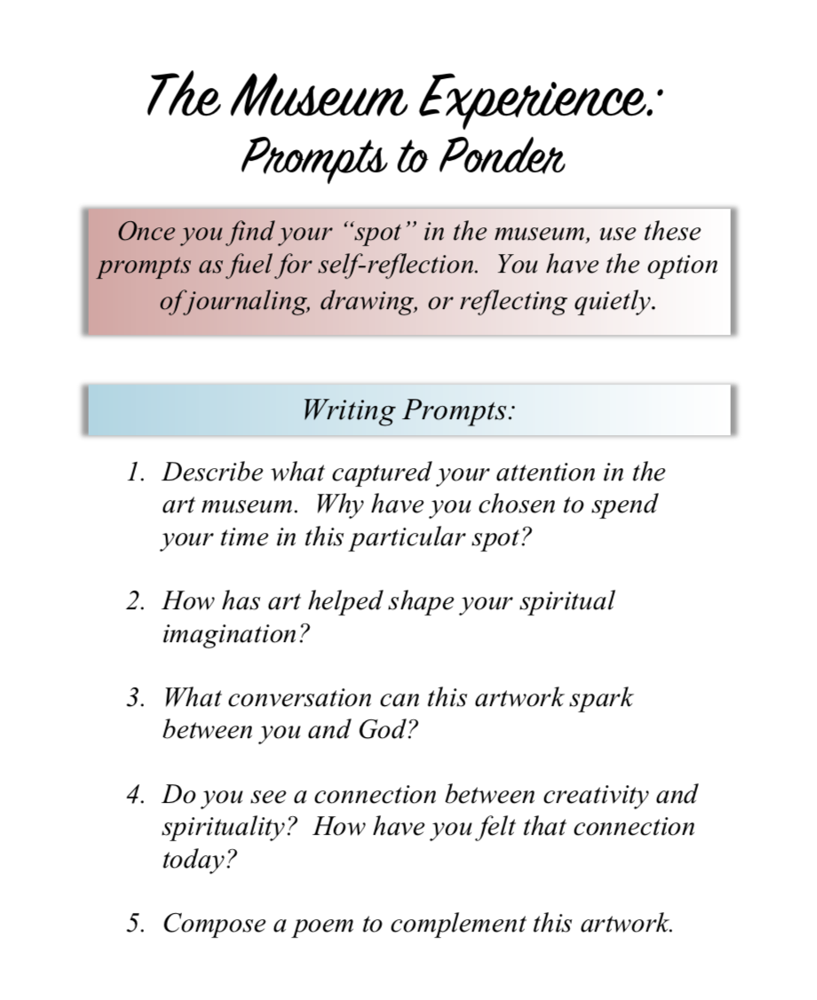 The Museum Experience:
Prompts to Ponder
Once you find your “spot” in the museum, use these
prompts as fuel for self-reflection.  You have the option
of journaling, drawing, or reflecting quietly.
Writing Prompts:
1. Describe what captured your attention in the
art museum.  Why have you chosen to spend
your time in this particular spot?
2. How has art helped shape your spiritual
imagination?
3. What conversation can this artwork spark
between you and God?
4. Do you see a connection between creativity and
spirituality?  How have you felt that connection
today?
5. Compose a poem to complement this artwork.